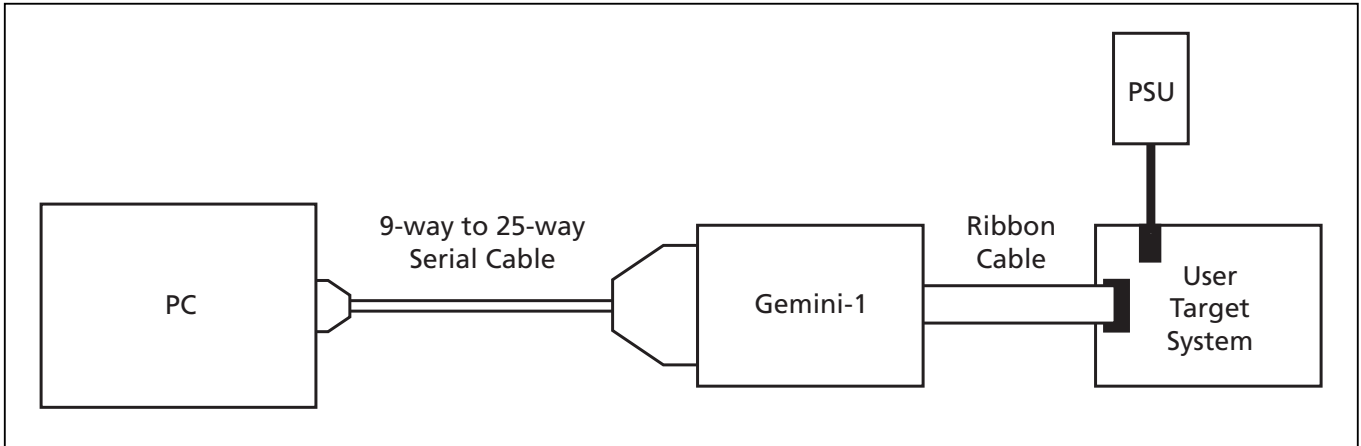 PSU
9-way to 25-way
Serial Cable
Ribbon
Cable
PC
Gemini-1
User
Target
System